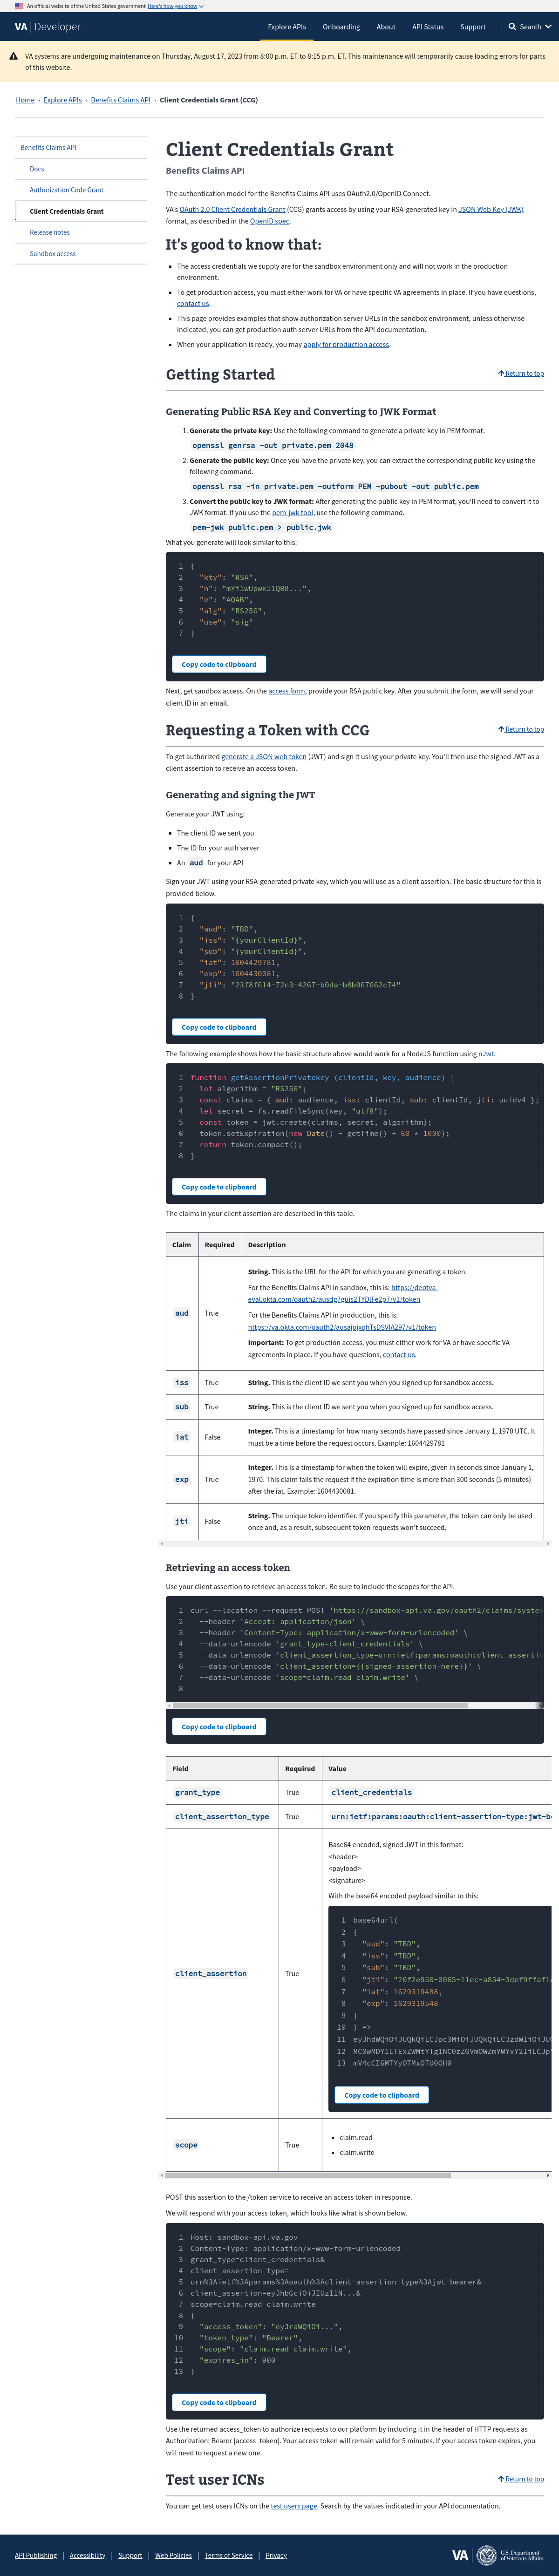 An official website of the United States government Here's how you know
VA | Developer
Explore APIs
Onboarding
About
API Status
Support
Search
VA systems are undergoing maintenance on Thursday, August 17, 2023 from 8:00 p.m. ET to 8:15 p.m. ET. This maintenance will temporarily cause loading errors for parts
of this website.
Home › Explore APIs › Benefits Claims API › Client Credentials Grant (CCG)
Benefits Claims API
Docs
Authorization Code Grant
Client Credentials Grant
Release notes
Sandbox access
Client Credentials Grant
Benefits Claims API
The authentication model for the Benefits Claims API uses OAuth2.0/OpenID Connect.
VA's OAuth 2.0 Client Credentials Grant (CCG) grants access by using your RSA-generated key in JSON Web Key (JWK)
format, as described in the OpenID spec.
It's good to know that:
The access credentials we supply are for the sandbox environment only and will not work in the production
environment.
To get production access, you must either work for VA or have specific VA agreements in place. If you have questions,
contact us.
This page provides examples that show authorization server URLs in the sandbox environment, unless otherwise
indicated, you can get production auth server URLs from the API documentation.
When your application is ready, you may apply for production access.
Getting Started
Return to top
Generating Public RSA Key and Converting to JWK Format
1. Generate the private key: Use the following command to generate a private key in PEM format.
openssl genrsa -out private.pem 2048
2. Generate the public key: Once you have the private key, you can extract the corresponding public key using the
following command.
openssl rsa -in private.pem -outform PEM -pubout -out public.pem
3. Convert the public key to JWK format: After generating the public key in PEM format, you'll need to convert it to
JWK format. If you use the pem-jwk tool, use the following command.
pem-jwk public.pem > public.jwk
What you generate will look similar to this:
1 {
2 "kty": "RSA",
3 "n": "mYi1wUpwkJ1QB8...",
4 "e": "AQAB",
5 "alg": "RS256",
6 "use": "sig"
7 }
Copy code to clipboard
Next, get sandbox access. On the access form, provide your RSA public key. After you submit the form, we will send your
client ID in an email.
Requesting a Token with CCG
Return to top
To get authorized generate a JSON web token (JWT) and sign it using your private key. You'll then use the signed JWT as a
client assertion to receive an access token.
Generating and signing the JWT
Generate your JWT using:
The client ID we sent you
The ID for your auth server
An aud for your API
Sign your JWT using your RSA-generated private key, which you will use as a client assertion. The basic structure for this is
provided below.
1 {
2 "aud": "TBD",
3 "iss": "{yourClientId}",
4 "sub": "{yourClientId}",
5 "iat": 1604429781,
6 "exp": 1604430081,
7 "jti": "23f8f614-72c3-4267-b0da-b8b067662c74"
8 }
Copy code to clipboard
The following example shows how the basic structure above would work for a NodeJS function using nJwt.
1 function getAssertionPrivatekey (clientId, key, audience) {
2 let algorithm = "RS256";
3 const claims = { aud: audience, iss: clientId, sub: clientId, jti: uuidv4 };
4 let secret = fs.readFileSync(key, "utf8");
5 const token = jwt.create(claims, secret, algorithm);
6 token.setExpiration(new Date() - getTime() + 60 * 1000);
7 return token.compact();
8 }
Copy code to clipboard
The claims in your client assertion are described in this table.
Claim Required Description
aud True String. This is the URL for the API for which you are generating a token.
For the Benefits Claims API in sandbox, this is: https://deptva-
eval.okta.com/oauth2/ausdg7guis2TYDlFe2p7/v1/token
For the Benefits Claims API in production, this is:
https://va.okta.com/oauth2/ausajojxqhTsDSVlA297/v1/token
Important: To get production access, you must either work for VA or have specific VA
agreements in place. If you have questions, contact us.
iss True String. This is the client ID we sent you when you signed up for sandbox access.
sub True String. This is the client ID we sent you when you signed up for sandbox access.
iat False Integer. This is a timestamp for how many seconds have passed since January 1, 1970 UTC. It
must be a time before the request occurs. Example: 1604429781
exp True Integer. This is a timestamp for when the token will expire, given in seconds since January 1,
1970. This claim fails the request if the expiration time is more than 300 seconds (5 minutes)
after the iat. Example: 1604430081.
jti False String. The unique token identifier. If you specify this parameter, the token can only be used
once and, as a result, subsequent token requests won't succeed.
Retrieving an access token
Use your client assertion to retrieve an access token. Be sure to include the scopes for the API.
1 curl --location --request POST 'https://sandbox-api.va.gov/oauth2/claims/system
2 --header 'Accept: application/json' \
3 --header 'Content-Type: application/x-www-form-urlencoded' \
4 --data-urlencode 'grant_type=client_credentials' \
5 --data-urlencode 'client_assertion_type=urn:ietf:params:oauth:client-assertio
6 --data-urlencode 'client_assertion={{signed-assertion-here}}' \
7 --data-urlencode 'scope=claim.read claim.write' \
8
Copy code to clipboard
Field Required Value
grant_type True client_credentials
client_assertion_type True urn:ietf:params:oauth:client-assertion-type:jwt-be
client_assertion True Base64 encoded, signed JWT in this format:
<header>
<payload>
<signature>
With the base64 encoded payload similar to this:
1 base64url(
2 {
3 "aud": "TBD",
4 "iss": "TBD",
5 "sub": "TBD",
6 "jti": "20f2e950-0065-11ec-a854-3def9ffaf1e
7 "iat": 1629319488,
8 "exp": 1629319548
9 }
10 ) =>
11 eyJhdWQiOiJUQkQiLCJpc3MiOiJUQkQiLCJzdWIiOiJUQ
12 MC0wMDY1LTExZWMtYTg1NC0zZGVmOWZmYWYxY2IiLCJpY
13 mV4cCI6MTYyOTMxOTU0OH0
Copy code to clipboard
scope True
claim.read
claim.write
POST this assertion to the /token service to receive an access token in response.
We will respond with your access token, which looks like what is shown below.
1 Host: sandbox-api.va.gov
2 Content-Type: application/x-www-form-urlencoded
3 grant_type=client_credentials&
4 client_assertion_type=
5 urn%3Aietf%3Aparams%3Aoauth%3Aclient-assertion-type%3Ajwt-bearer&
6 client_assertion=eyJhbGciOiJIUzI1N...&
7 scope=claim.read claim.write
8 {
9 "access_token": "eyJraWQiOi...",
10 "token_type": "Bearer",
11 "scope": "claim.read claim.write",
12 "expires_in": 900
13 }
Copy code to clipboard
Use the returned access_token to authorize requests to our platform by including it in the header of HTTP requests as
Authorization: Bearer {access_token}. Your access token will remain valid for 5 minutes. If your access token expires, you
will need to request a new one.
Test user ICNs
Return to top
You can get test users ICNs on the test users page. Search by the values indicated in your API documentation.
API Publishing | Accessibility | Support | Web Policies | Terms of Service | Privacy
VA | U.S. Department
of Veterans Affairs